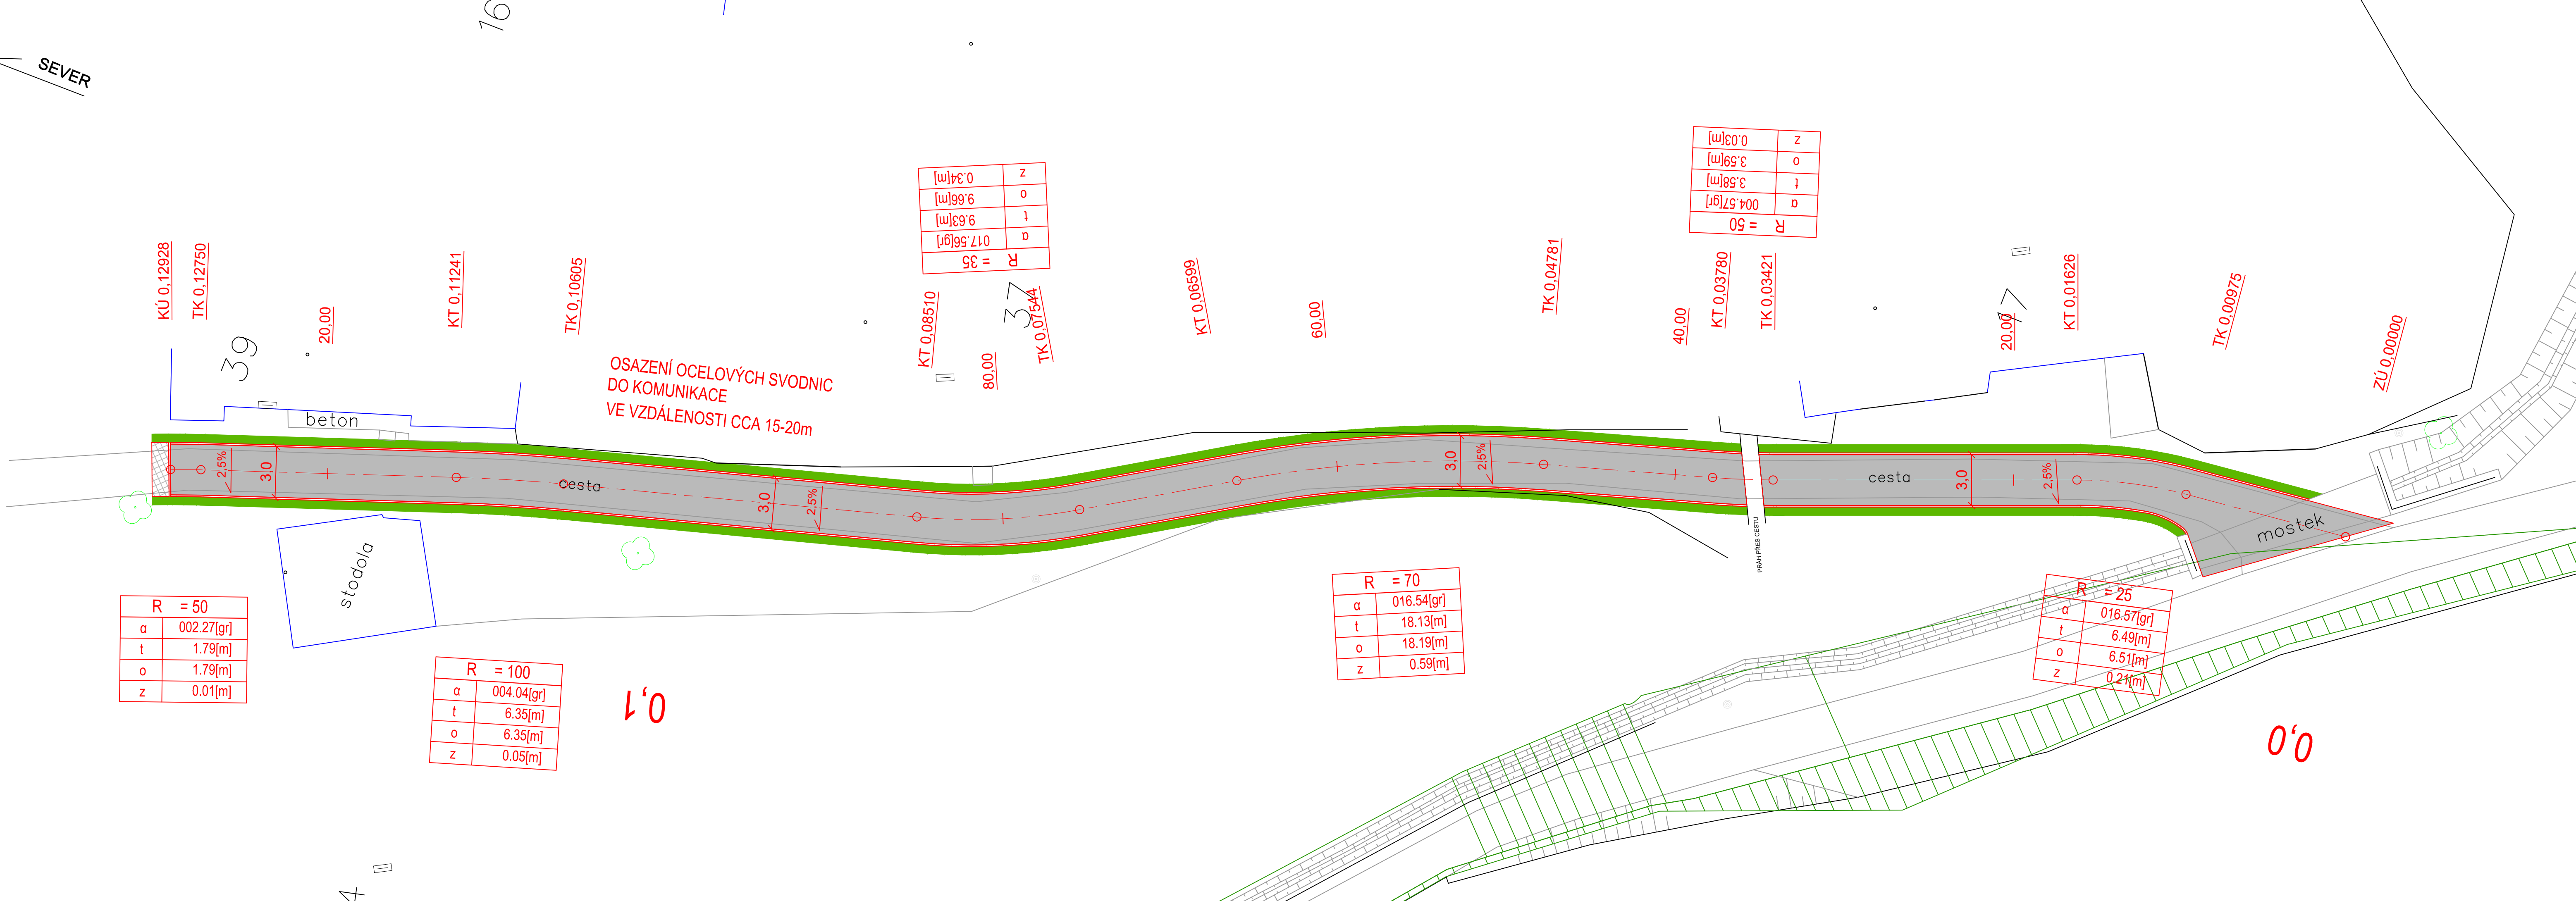 16
SEVER
KÚ 0,12928
TK 0,12750
20,00
KT 0,11241
TK 0,10605
KT 0,08510
80,00
TK 0,07544
KT 0,06599
60,00
TK 0,04781
40,00
KT 0,03780
TK 0,03421
20,00
KT 0,01626
TK 0,00975
ZÚ 0,00000
R = 35
α 017.56[gr]
t 9.63[m]
o 9.66[m]
z 0.34[m]
R = 50
α 004.57[gr]
t 3.58[m]
o 3.59[m]
z 0.03[m]
39
37
OSAZENÍ OCELOVÝCH SVODNIC
DO KOMUNIKACE
VE VZDÁLENOSTI CCA 15-20m
beton
2,5%
3,0
cesta
3,0
2,5%
3,0
2,5%
cesta
3,0
2,5%
mostek
PRÁH PŘES CESTU
stodola
R = 50
α 002.27[gr]
t 1.79[m]
o 1.79[m]
z 0.01[m]
R = 100
α 004.04[gr]
t 6.35[m]
o 6.35[m]
z 0.05[m]
0,1
R = 70
α 016.54[gr]
t 18.13[m]
o 18.19[m]
z 0.59[m]
R = 25
α 016.57[gr]
t 6.49[m]
o 6.51[m]
z 0.21[m]
0,0